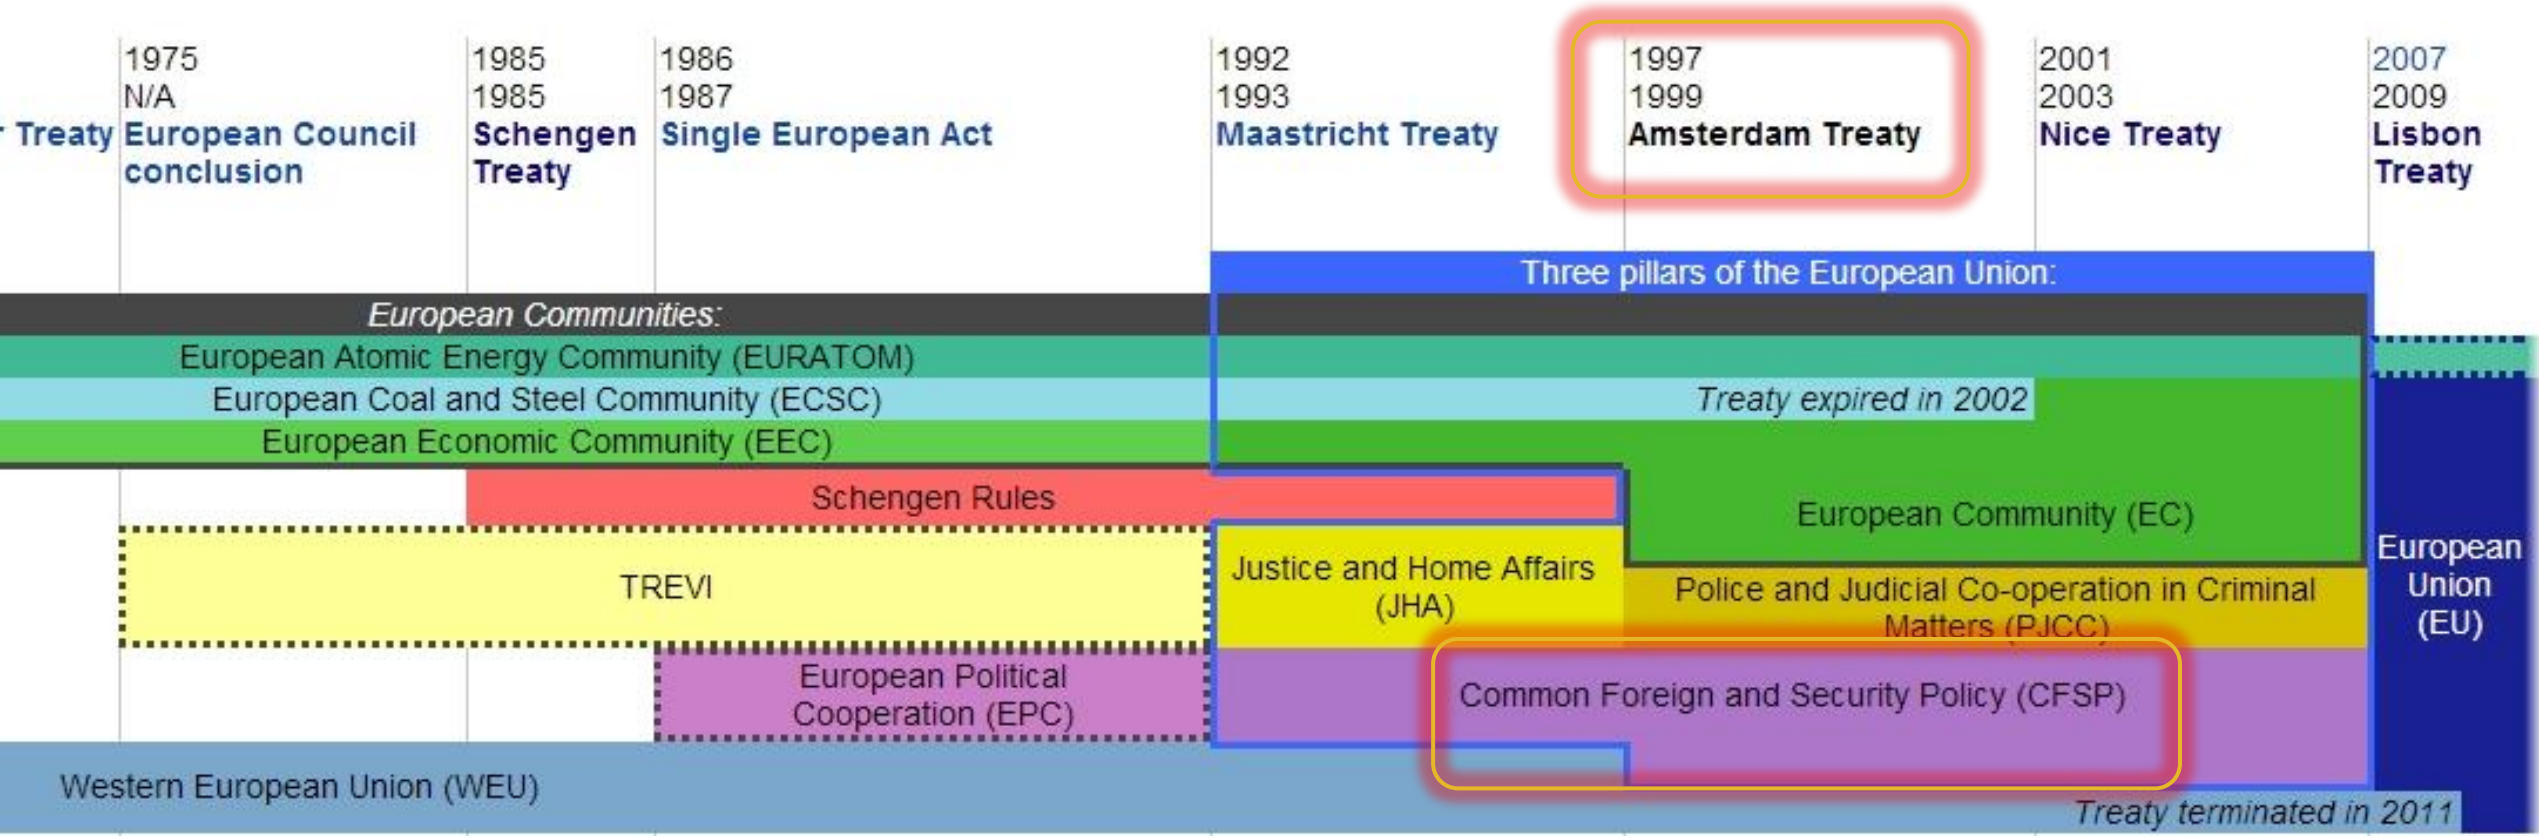 1975
N/A
European Council
conclusion
1985
1985
Schengen
Treaty
1986
1987
Single European Act
1992
1993
Maastricht Treaty
1997
1999
Amsterdam Treaty
2001
2003
Nice Treaty
2007
2009
Lisbon
Treaty
Treaty
Three pillars of the European Union:
European Communities:
European Atomic Energy Community (EURATOM)
European Coal and Steel Community (ECSC)
Treaty expired in 2002
European Economic Community (EEC)
Schengen Rules
European Community (EC)
TREVI
Justice and Home Affairs
(JHA)
Police and Judicial Co-operation in Criminal
Matters (PJCC)
European
Union
(EU)
European Political
Cooperation (EPC)
Common Foreign and Security Policy (CFSP)
Western European Union (WEU)
Treaty terminated in 2011